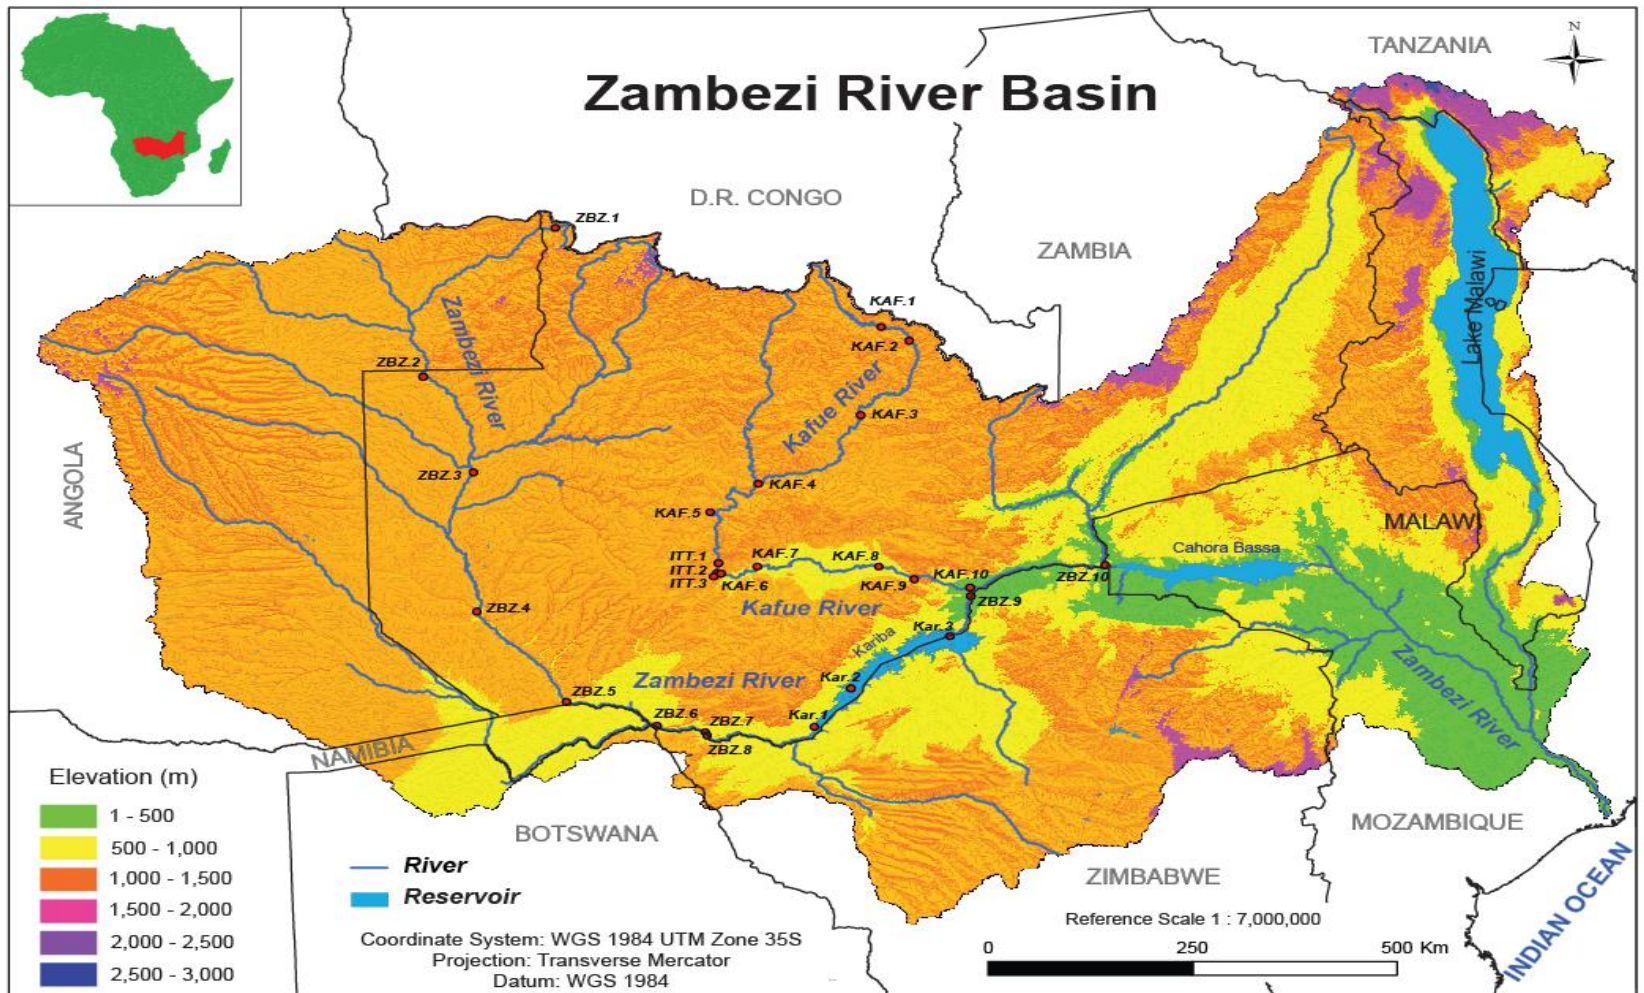 TANZANIA
N
Zambezi River Basin
D.R. CONGO
ZBZ.1
ZAMBIA
KAF.1
Zambezi River
KAF.2
Lake Malawi
ZBZ.2
Kafue River
KAF.3
ANGOLA
ZBZ.3
KAF.4
KAF.5
MALAWI
ITT.1
KAF.7
KAF.8
Cahora Bassa
ITT.2
ITT.3
KAF.6
KAF.9
KAF.10
ZBZ.10
ZBZ.4
Kafue River
ZBZ.9
Kar.3
Kariba
Zambezi River
Kar.2
Zambezi River
ZBZ.5
ZBZ.6
ZBZ.7
Kar.1
ZBZ.8
NAMIBIA
Elevation (m)
1 - 500
500 - 1,000
1,000 - 1,500
1,500 - 2,000
2,000 - 2,500
2,500 - 3,000
BOTSWANA
River
Reservoir
MOZAMBIQUE
ZIMBABWE
INDIAN OCEAN
Reference Scale 1 : 7,000,000
0 250 500 Km
Coordinate System: WGS 1984 UTM Zone 35S
Projection: Transverse Mercator
Datum: WGS 1984